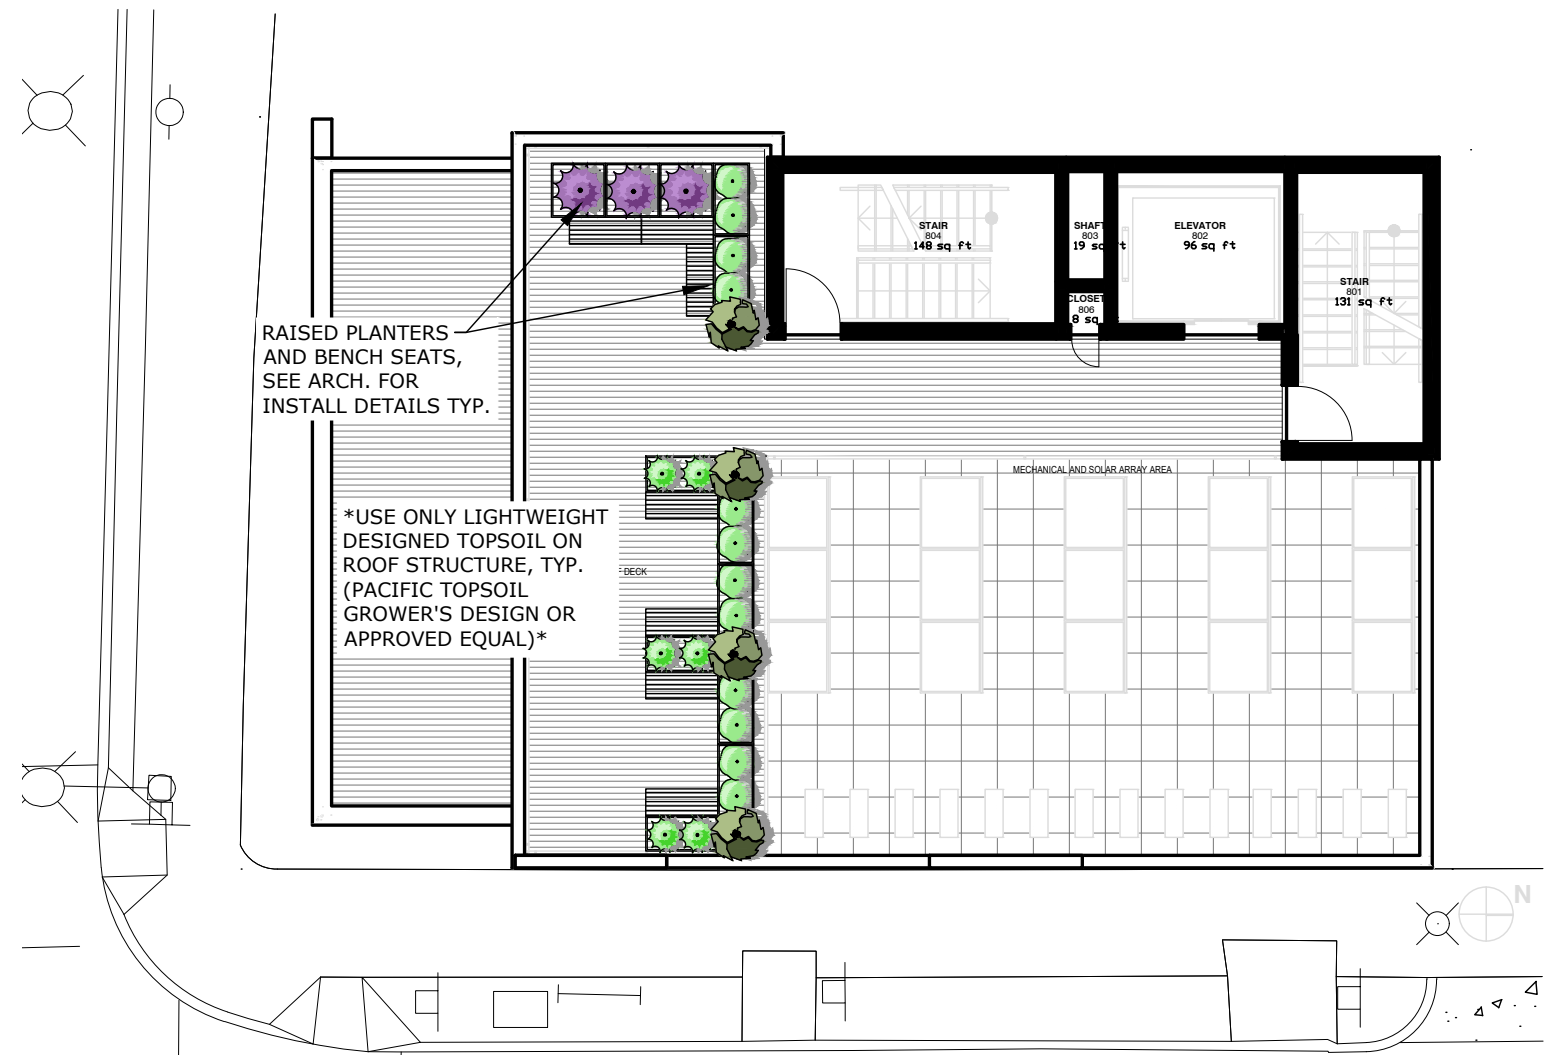 STAIR
804
148 sq ft
SHAFT
803
19 sq ft
ELEVATOR
802
96 sq ft
STAIR
801
131 sq ft
CLOSET
806
8 sq
RAISED PLANTERS
AND BENCH SEATS,
SEE ARCH. FOR
INSTALL DETAILS TYP.
MECHANICAL AND SOLAR ARRAY AREA
*USE ONLY LIGHTWEIGHT
DESIGNED TOPSOIL ON
ROOF STRUCTURE, TYP.
(PACIFIC TOPSOIL
GROWER'S DESIGN OR
APPROVED EQUAL)*
DECK
N